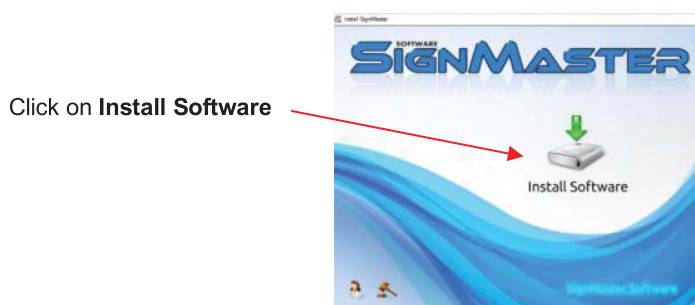 Install SignMaster
SOFTWARE
SIGNMASTER
Click on Install Software
Install Software
SignMaster.Software